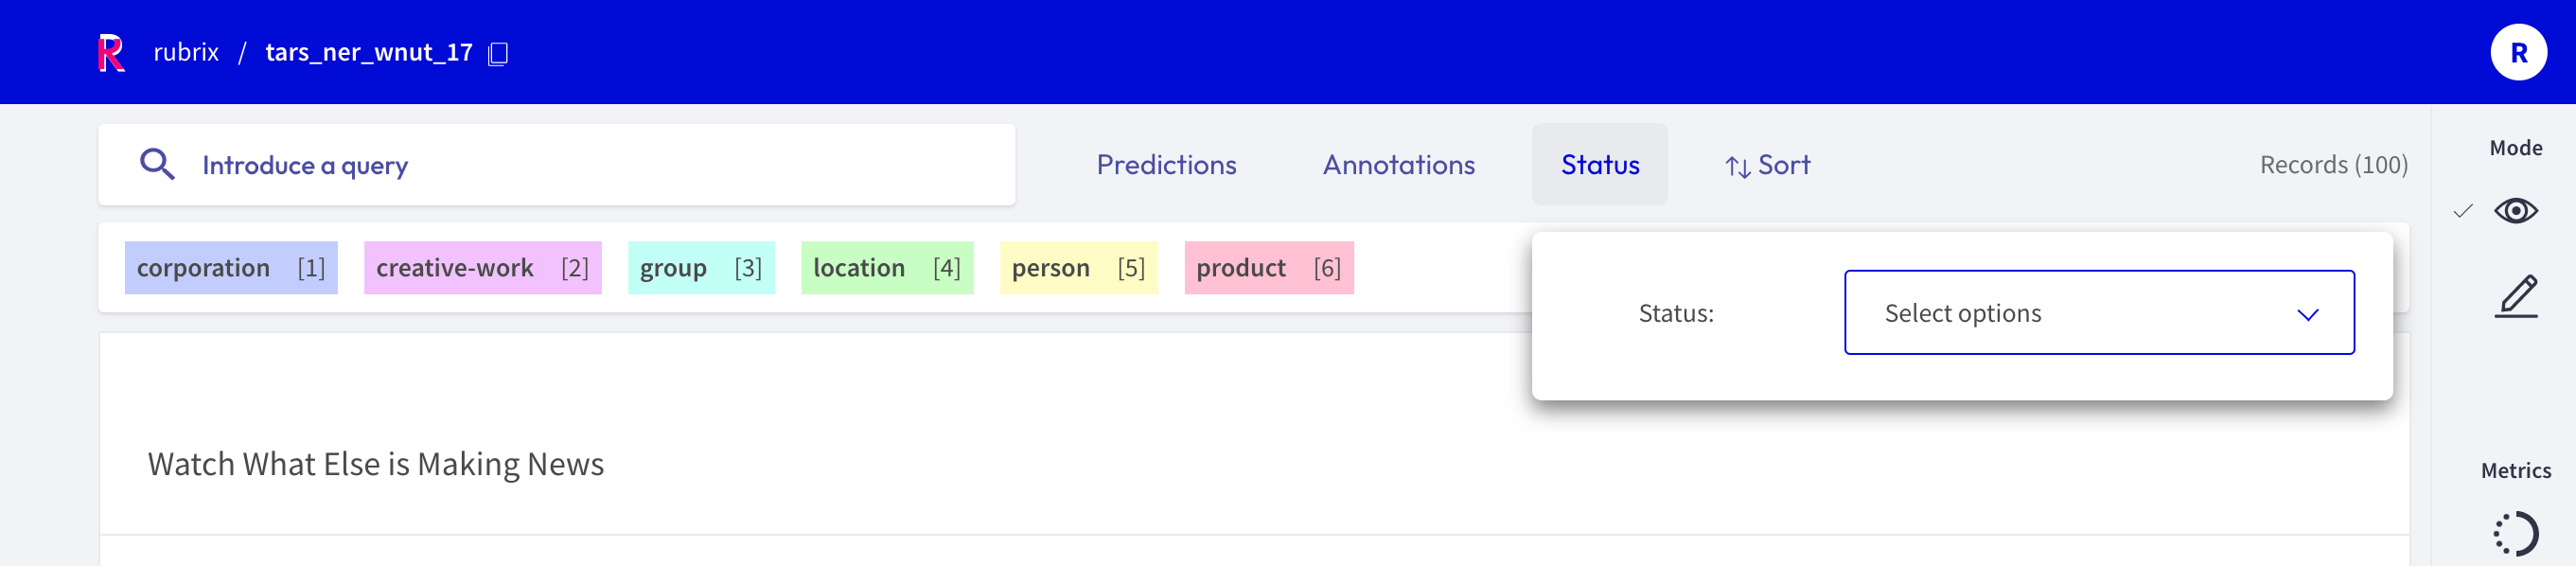 R rubrix / tars_ner_wnut_17 R
Introduce a query Predictions Annotations Status Sort Records (100)
Mode
corporation [1] creative-work [2] group [3] location [4] person [5] product [6]
Status: Select options
Watch What Else is Making News
Metrics